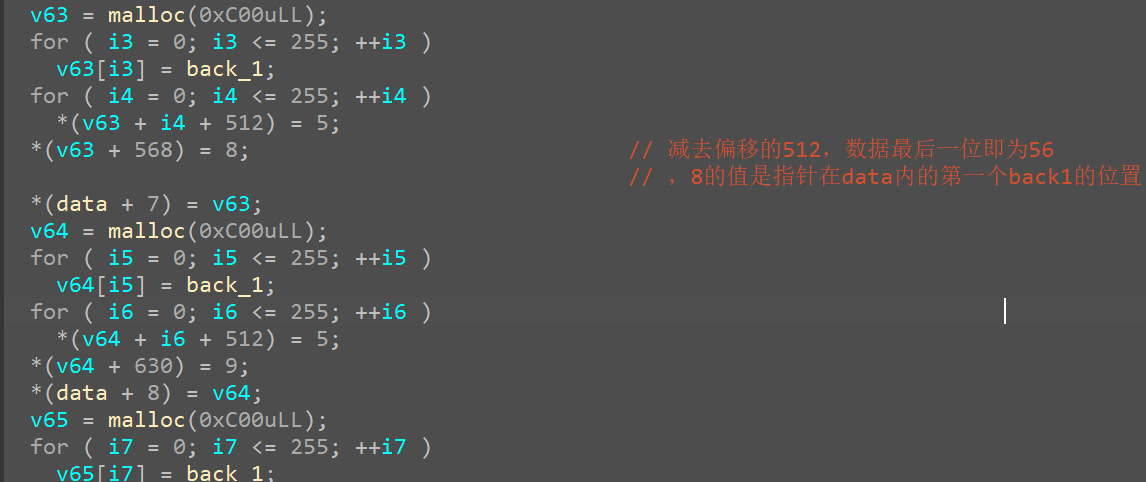 v63 = malloc(0xC00uLL);
for ( i3 = 0; i3 <= 255; ++i3 )
  v63[i3] = back_1;
for ( i4 = 0; i4 <= 255; ++i4 )
  *(v63 + i4 + 512) = 5;
*(v63 + 568) = 8; // 减去偏移的512，数据最后一位即为56
// ，8的值是指针在data内的第一个back1的位置
*(data + 7) = v63;
v64 = malloc(0xC00uLL);
for ( i5 = 0; i5 <= 255; ++i5 )
  v64[i5] = back_1;
for ( i6 = 0; i6 <= 255; ++i6 )
  *(v64 + i6 + 512) = 5;
*(v64 + 630) = 9;
*(data + 8) = v64;
v65 = malloc(0xC00uLL);
for ( i7 = 0; i7 <= 255; ++i7 )
  v65[i7] = back_1;